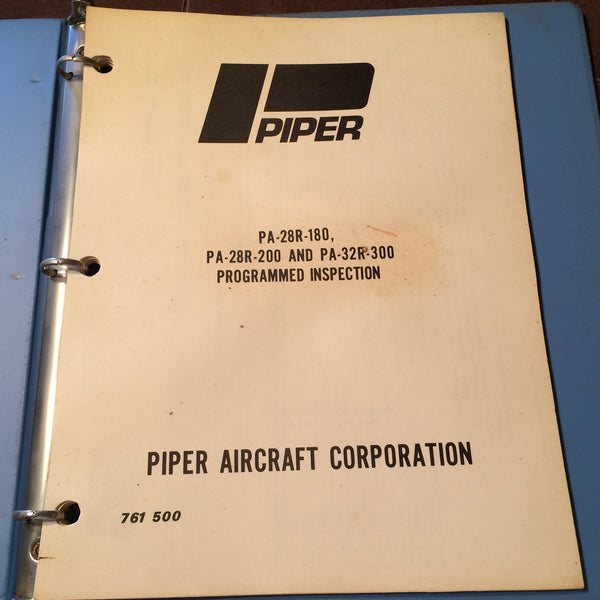 PIPER
PA-28R-180,
PA-28R-200 AND PA-32R-300
PROGRAMMED INSPECTION
PIPER AIRCRAFT CORPORATION
761 500